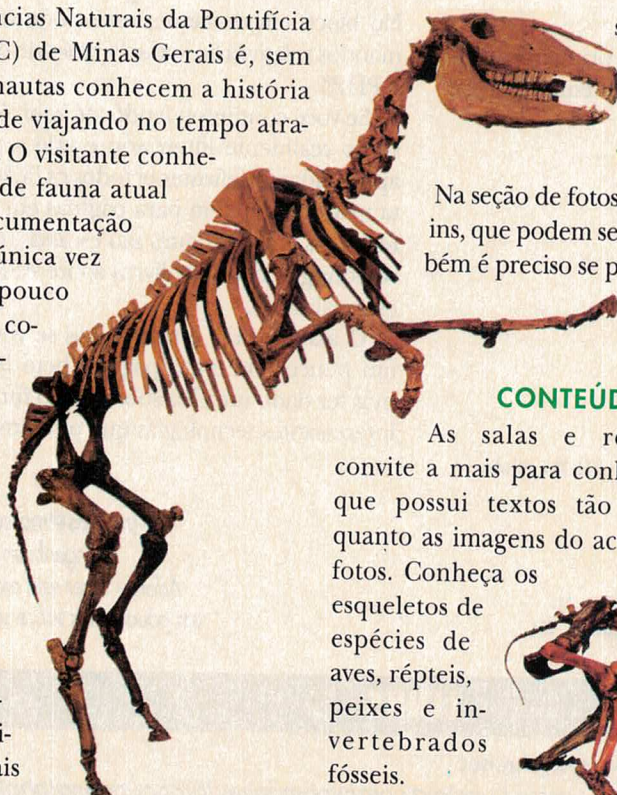 ncias Naturais da Pontifícia
C) de Minas Gerais é, sem
nautas conhecem a história
de viajando no tempo atra-
O visitante conhe-
de fauna atual
cumentação
única vez
pouco
co-
-
i-
is
s
Na seção de fotos
ins, que podem se
bém é preciso se p
CONTEÚD
As salas e r
convite a mais para conh
que possui textos tão
quanto as imagens do ac
fotos. Conheça os
esqueletos de
espécies de
aves, répteis,
peixes e in-
vertebrados
fósseis.